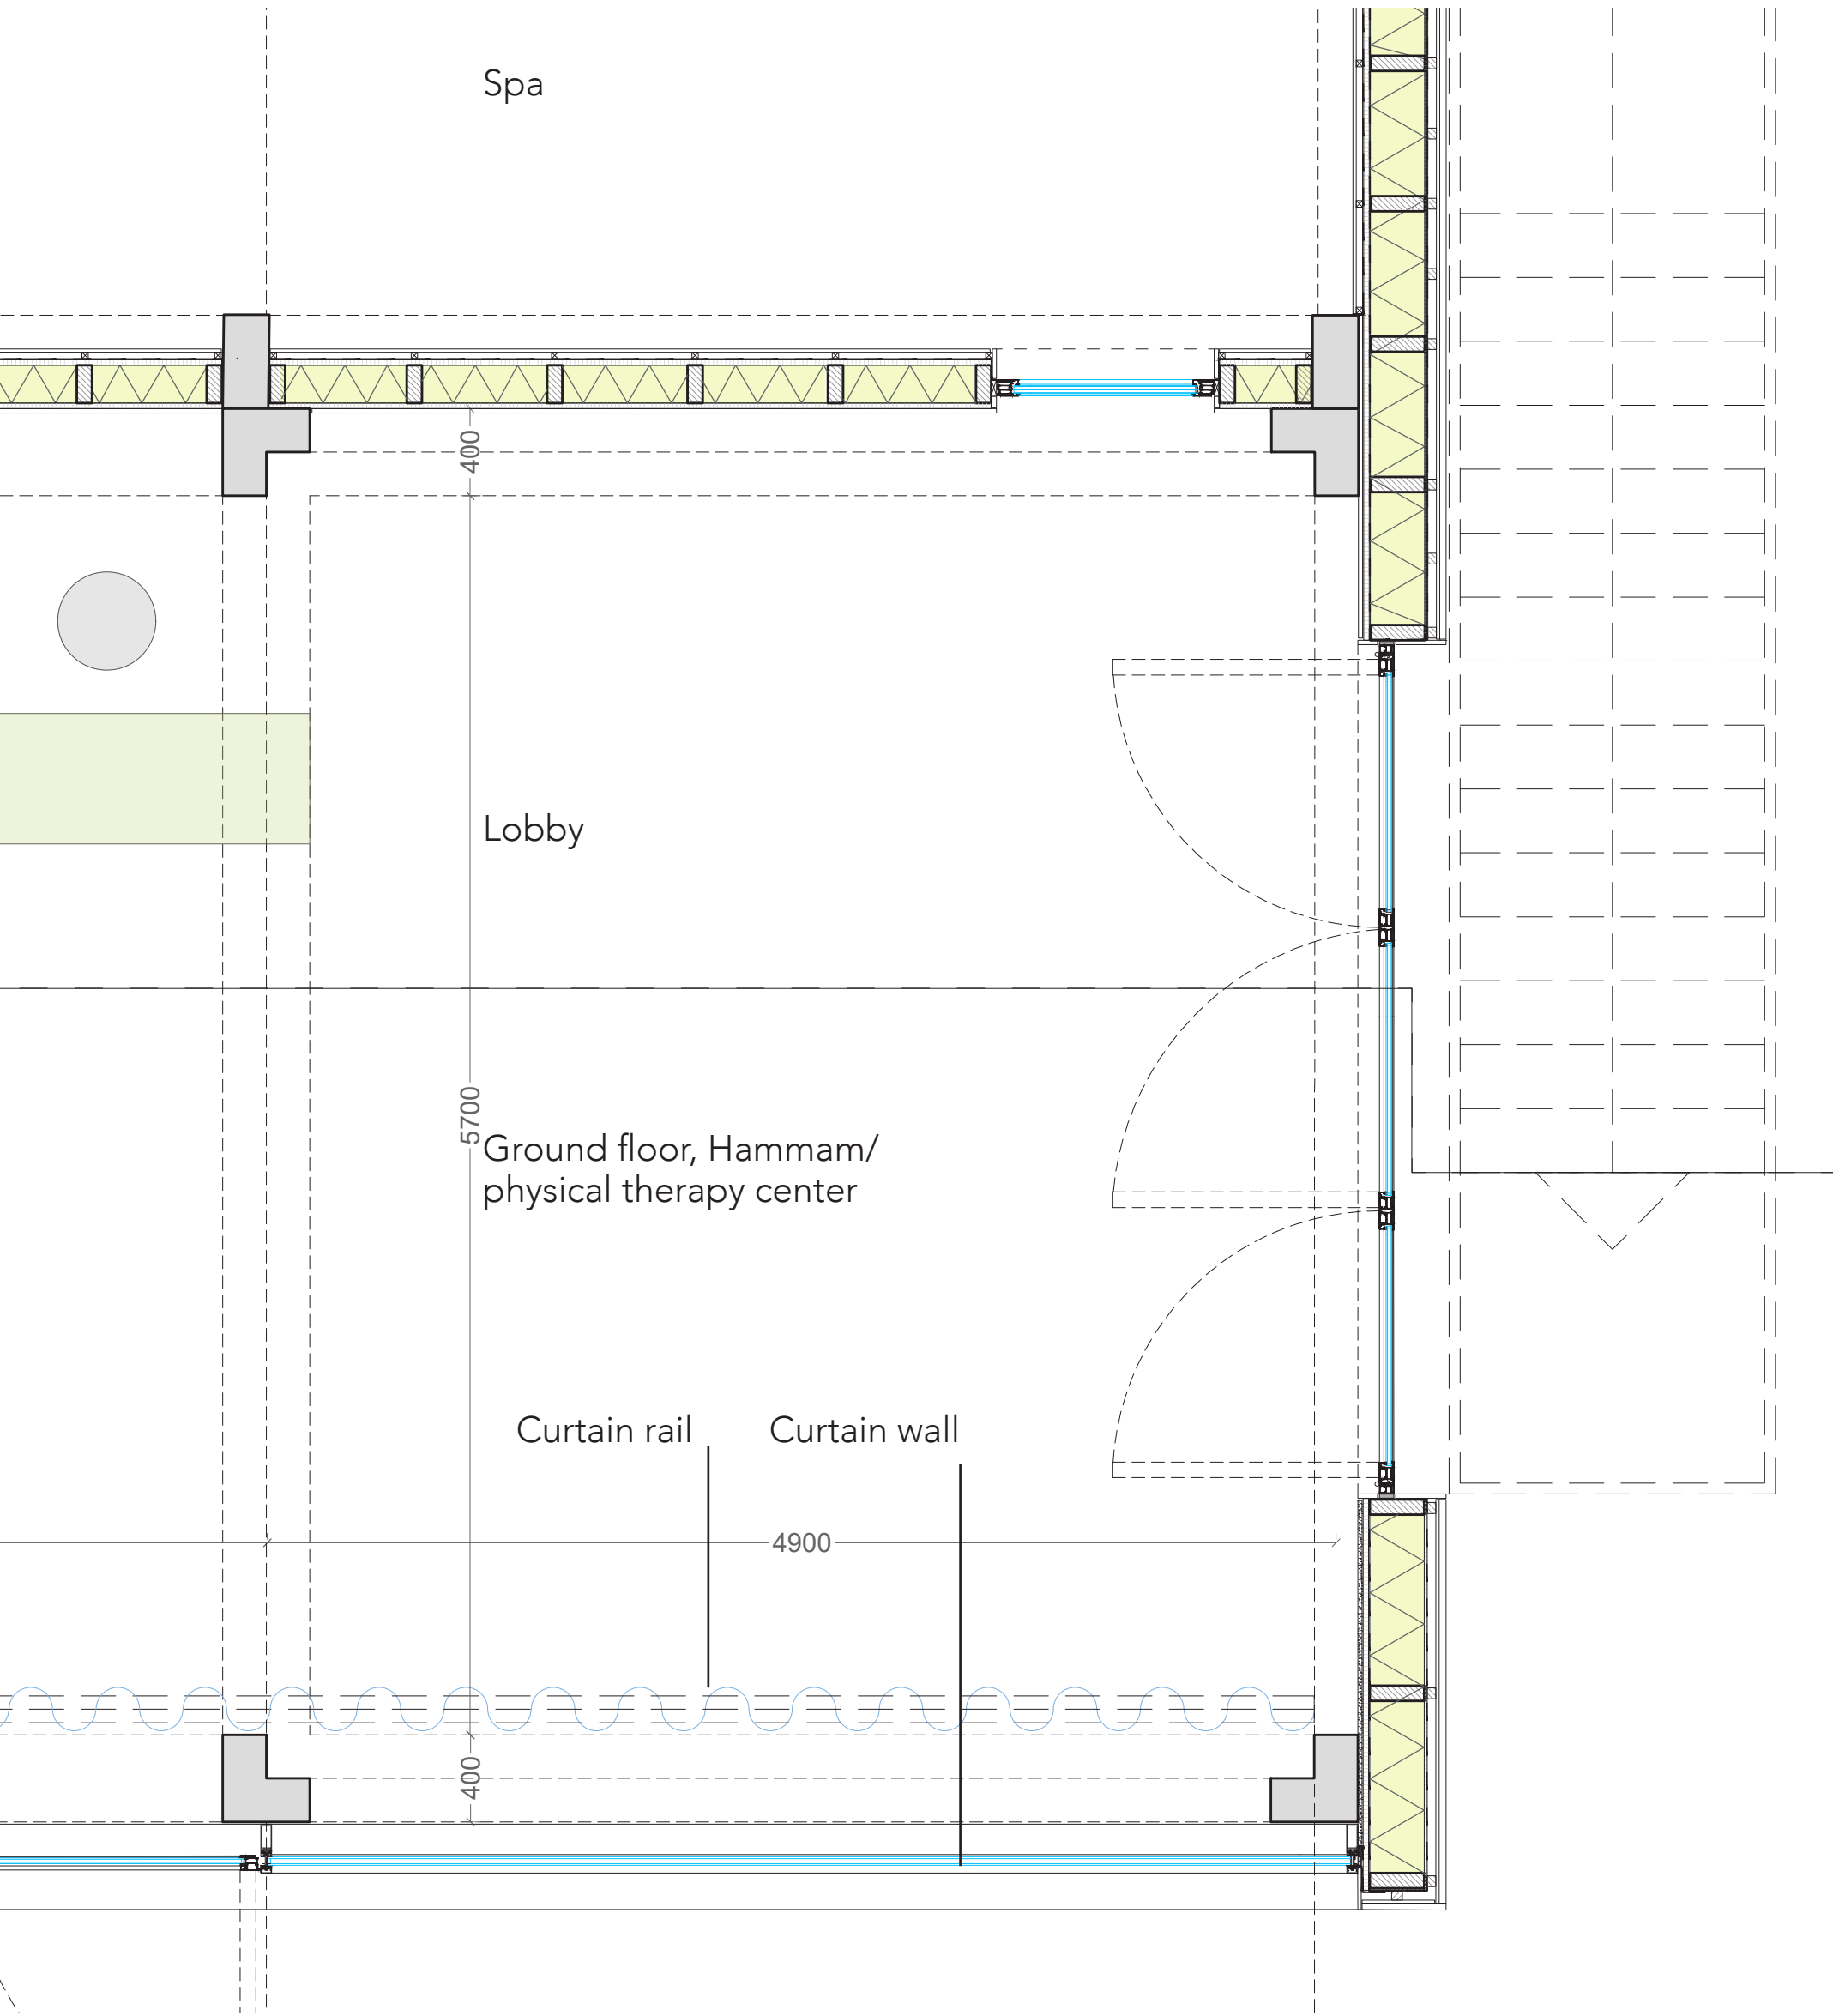 Spa
400
Lobby
5700
Ground floor, Hammam/
physical therapy center
Curtain rail
Curtain wall
4900
400